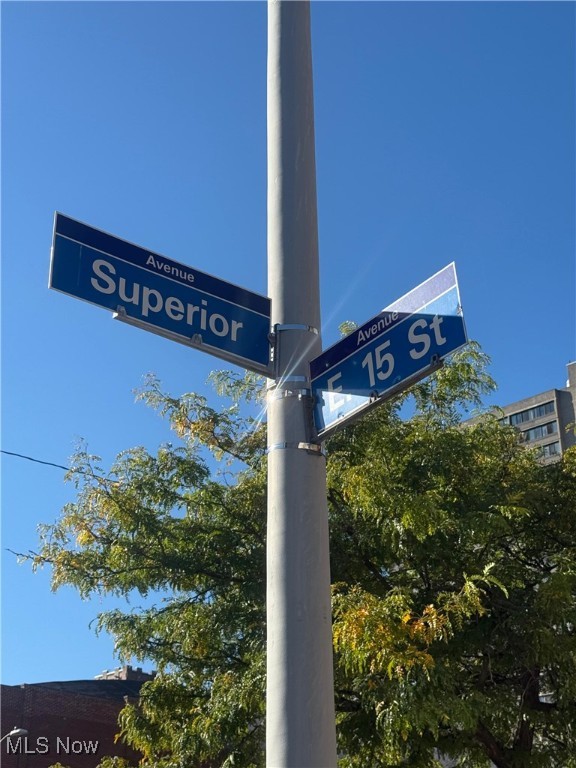 Avenue
Superior
Avenue
E. 15 St
MLS Now